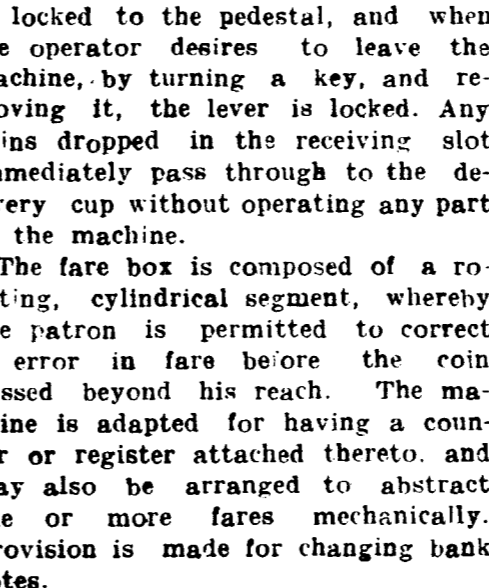 locked to the pedestal, and when
e operator desires to leave the
achine, by turning a key, and re-
oving it, the lever is locked. Any
ins dropped in the receiving slot
mmediately pass through to the de-
very cup without operating any part
the machine.
The fare box is composed of a ro-
ting, cylindrical segment, whereby
e patron is permitted to correct
error in fare before the coin
ssed beyond his reach. The ma-
ine is adapted for having a coun-
r or register attached thereto. and
ay also be arranged to abstract
e or more fares mechanically.
rovision is made for changing bank
otes.